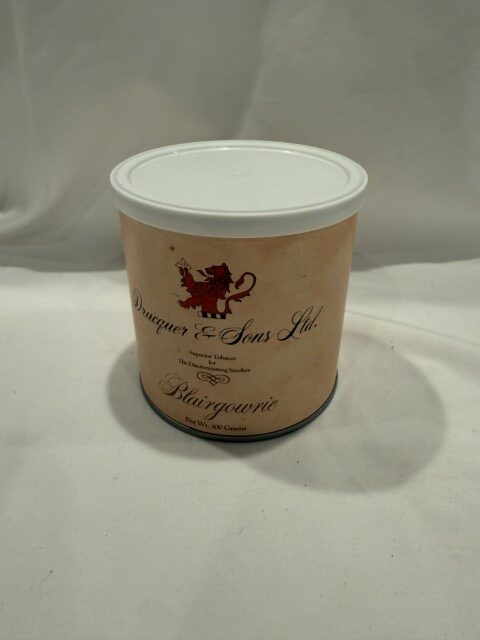 Drucquer & Sons Ltd.
Superior Tobacco
for
The Discriminating Smoker
Blairgowrie
Net Wt. 100 Grams